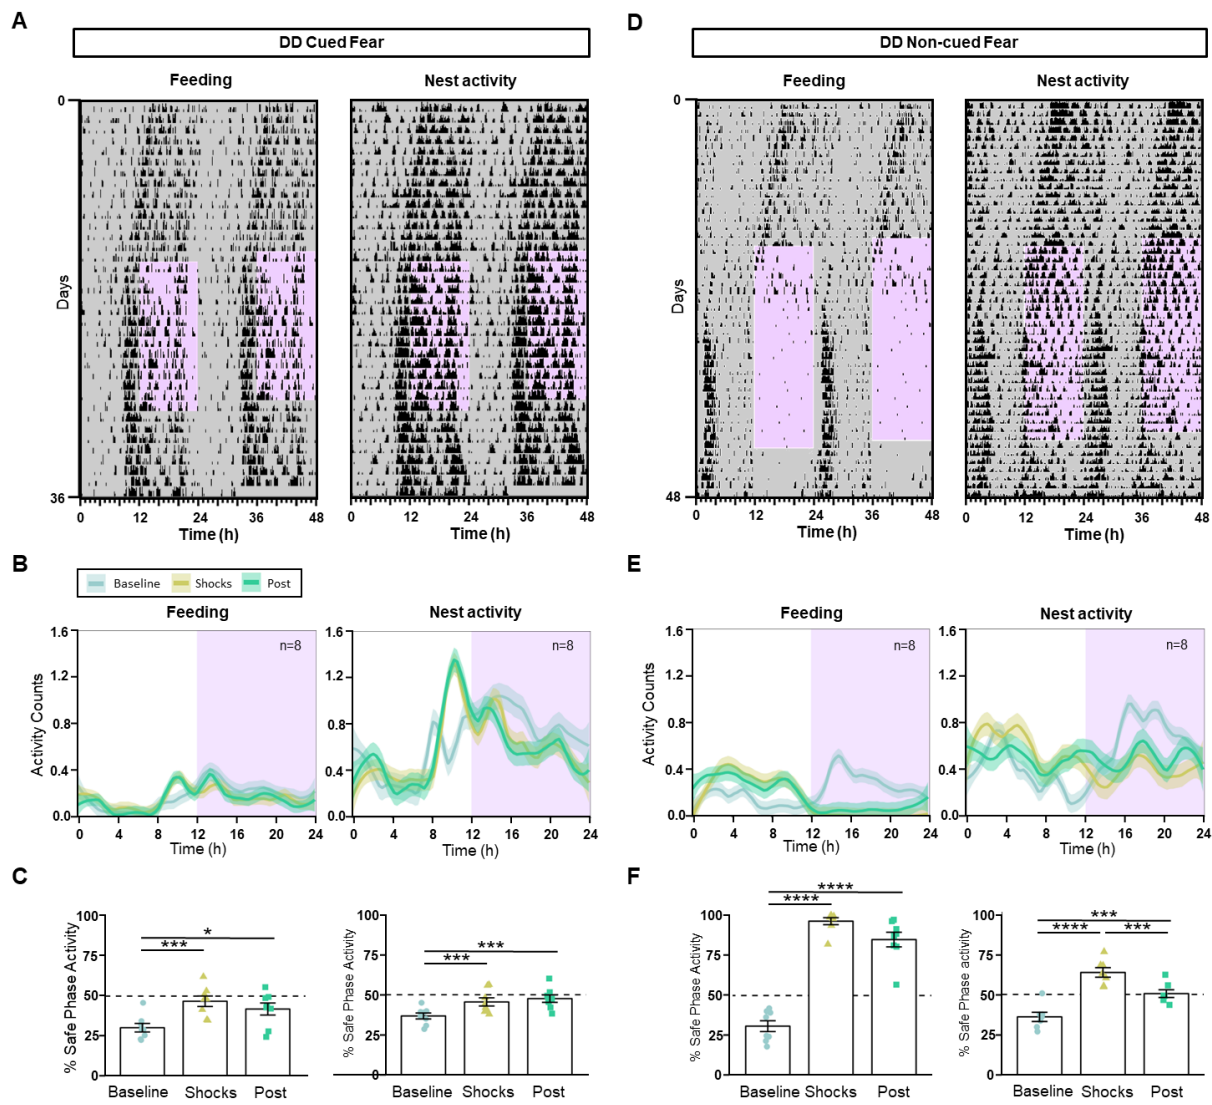 A
DD Cued Fear
Feeding
Nest activity
0
Days
36
0 12 24 36 48
Time (h)
0 12 24 36 48
Time (h)
D
DD Non-cued Fear
Feeding
Nest activity
0
Days
48
0 12 24 36 48
Time (h)
0 12 24 36 48
Time (h)
B
Baseline Shocks Post
Feeding
Nest activity
Activity Counts
1.6
1.2
0.8
0.4
0.0
n=8
0 4 8 12 16 20 24
Time (h)
1.6
1.2
0.8
0.4
0.0
n=8
0 4 8 12 16 20 24
Time (h)
E
Feeding
Nest activity
Activity Counts
1.6
1.2
0.8
0.4
0.0
n=8
0 4 8 12 16 20 24
Time (h)
1.6
1.2
0.8
0.4
0.0
n=8
0 4 8 12 16 20 24
Time (h)
C
% Safe Phase Activity
100
75
50
25
0
*
***
Baseline Shocks Post
% Safe Phase activity
100
75
50
25
0
***
***
Baseline Shocks Post
F
% Safe Phase Activity
100
75
50
25
0
****
****
Baseline Shocks Post
% Safe Phase activity
100
75
50
25
0
***
**** ***
Baseline Shocks Post